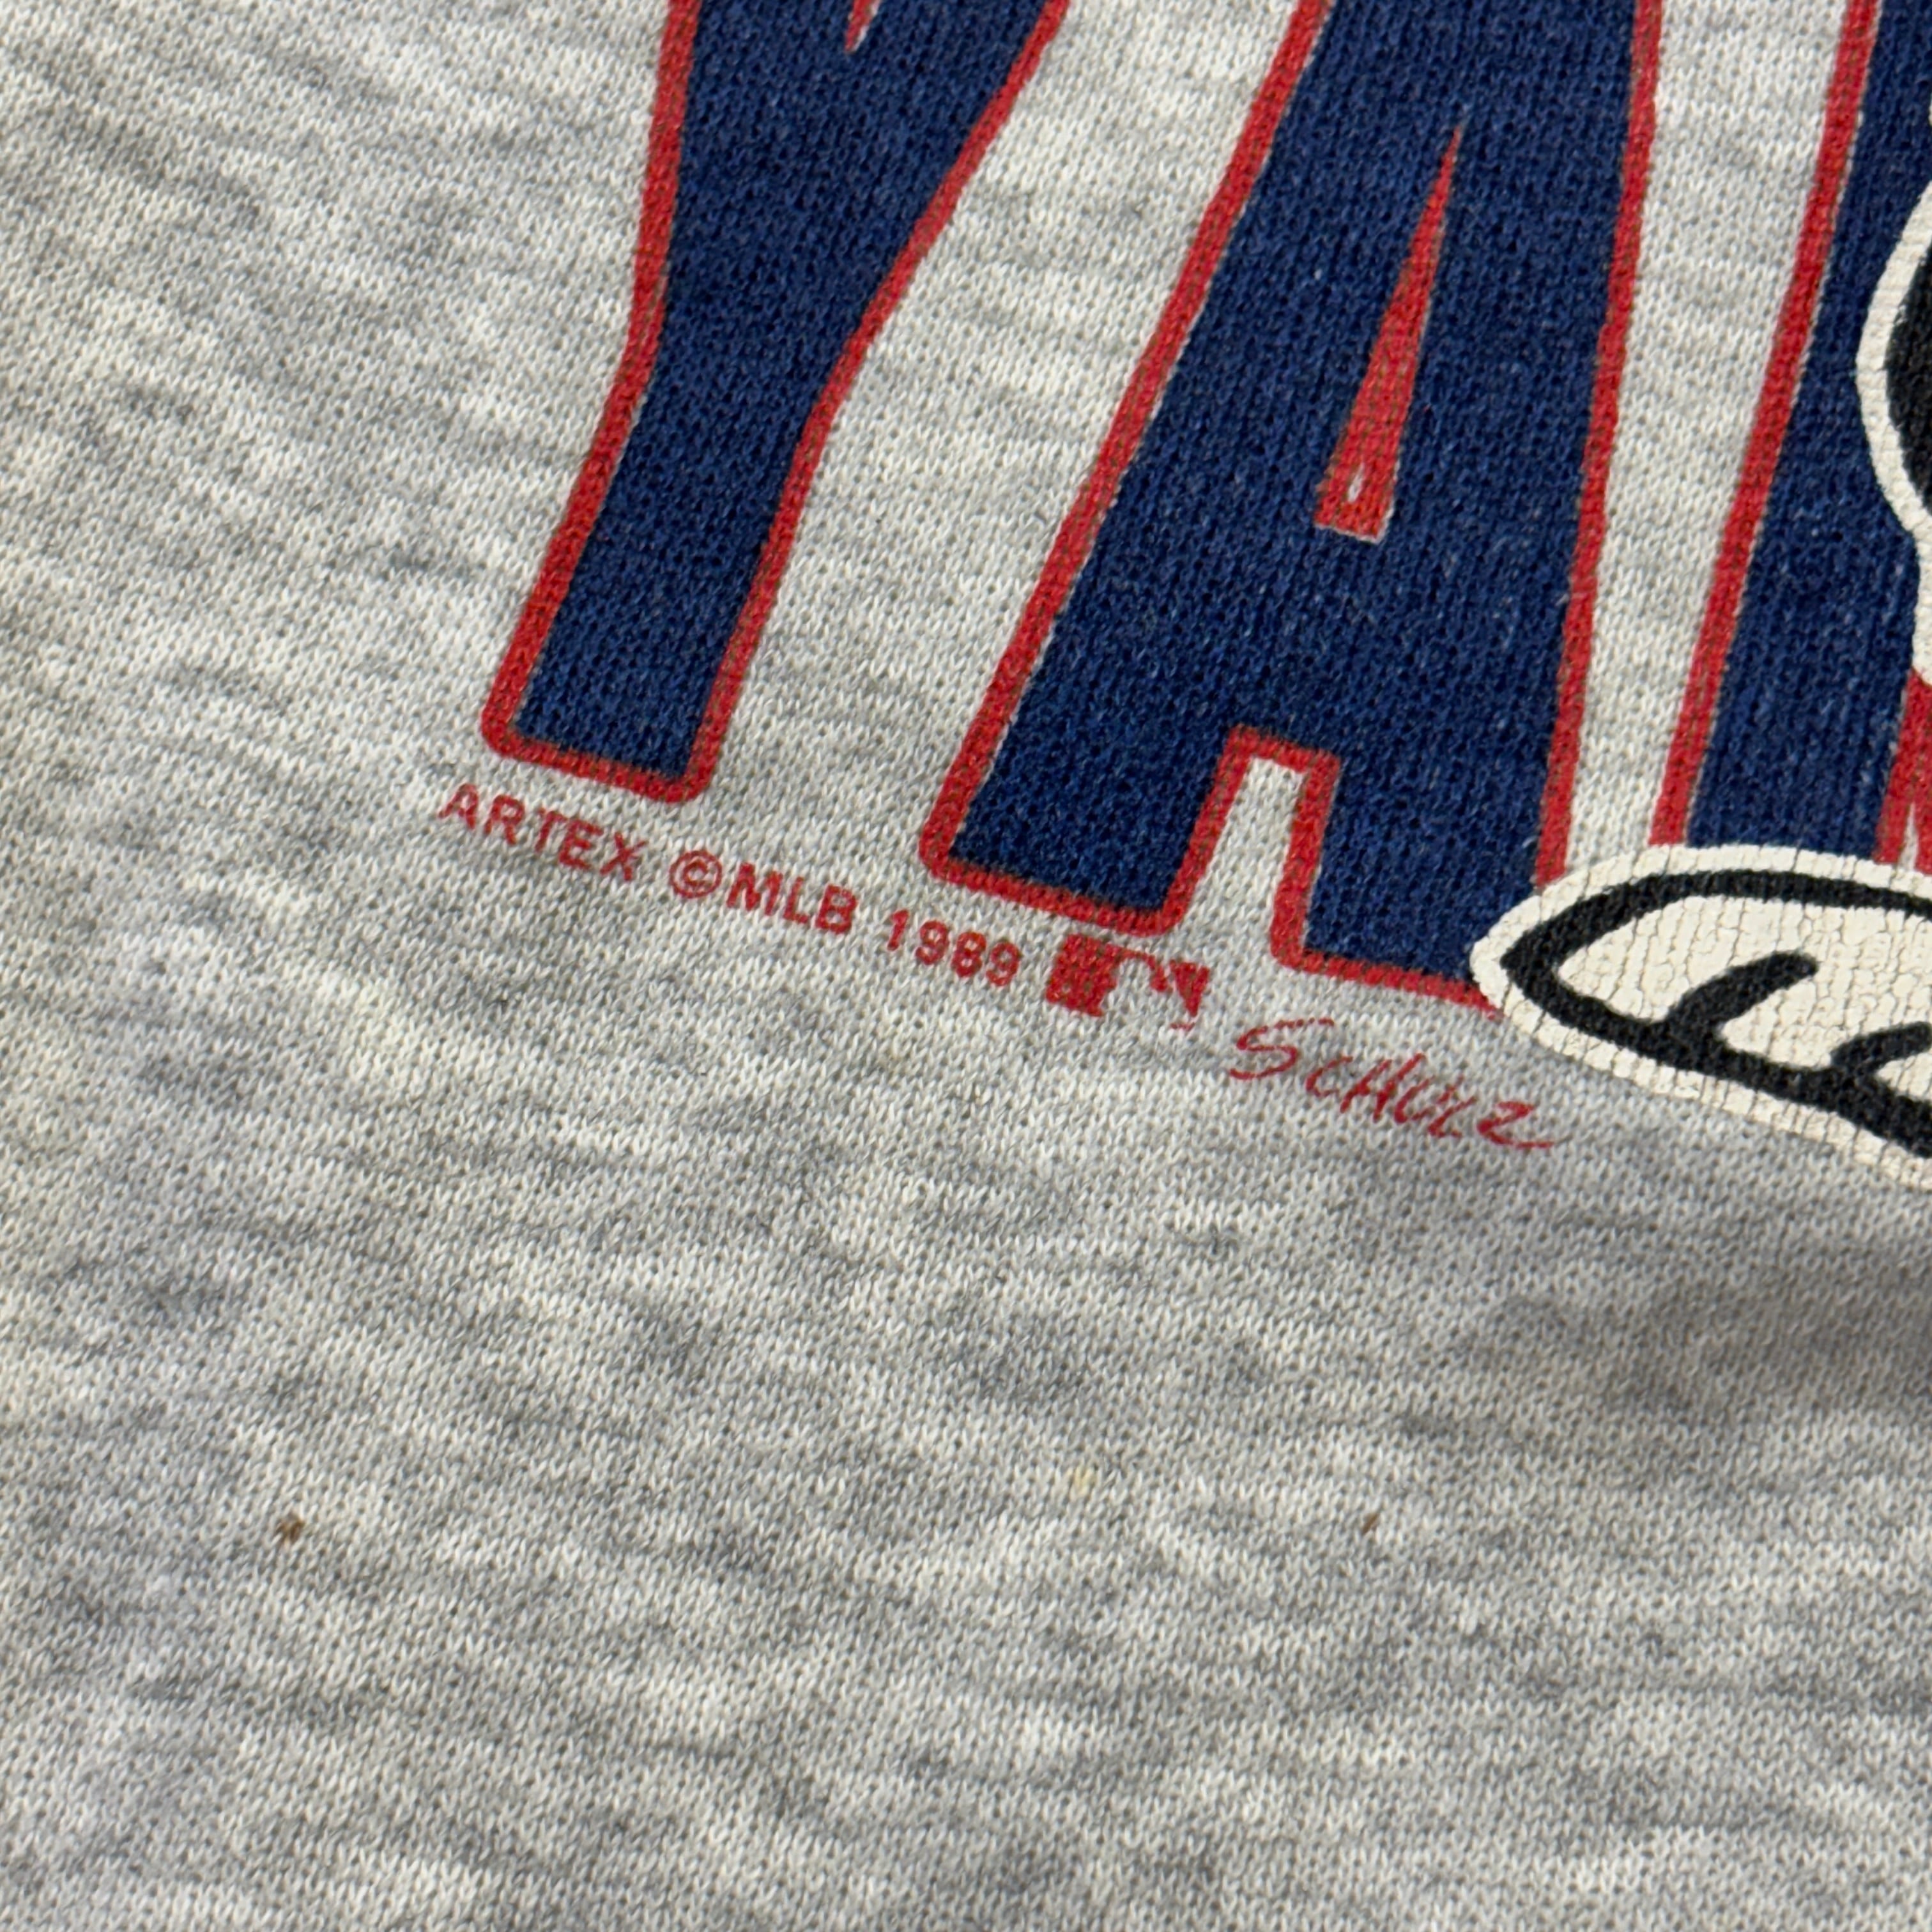 YA
ARTEX ©MLB 1989
SCHULZ